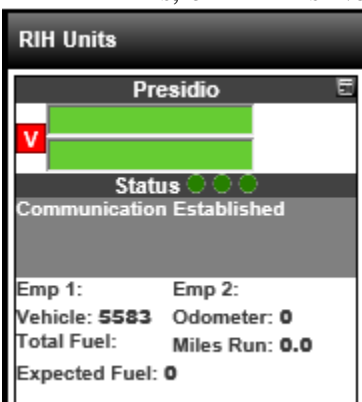 RIH Units
Presidio
V
Status
Communication Established
Emp 1: Emp 2:
Vehicle: 5583 Odometer: 0
Total Fuel: Miles Run: 0.0
Expected Fuel: 0